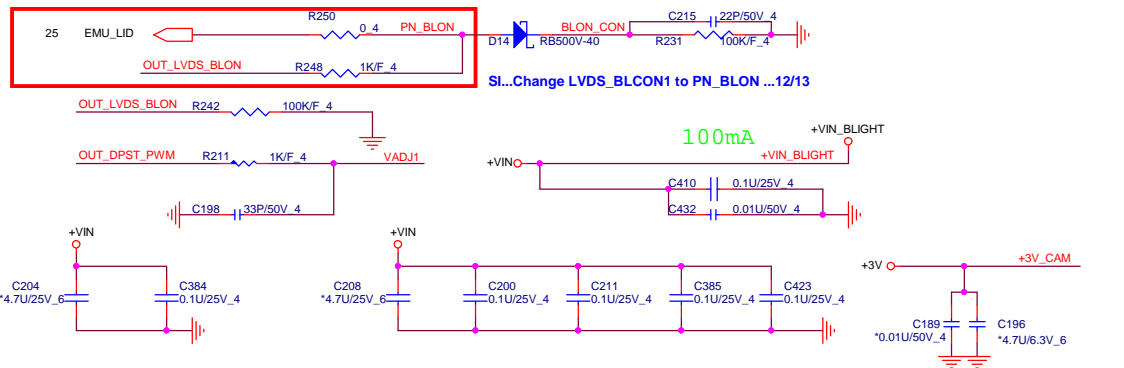 C215 22P/50V_4
R250
25 EMU_LID 0_4 PN_BLON BLON_CON
D14 RB500V-40 R231 100K/F_4
OUT_LVDS_BLON R248 1K/F_4
SI...Change LVDS_BLCON1 to PN_BLON ...12/13
OUT_LVDS_BLON R242 100K/F_4
100mA +VIN_BLIGHT
OUT_DPST_PWM R211 1K/F_4 VADJ1 +VIN +VIN_BLIGHT
C410 0.1U/25V_4
C198 33P/50V_4 C432 0.01U/50V_4
+VIN +VIN
+3V +3V_CAM
C204 C384 C208 C200 C211 C385 C423
*4.7U/25V_6 0.1U/25V_4 *4.7U/25V_6 0.1U/25V_4 0.1U/25V_4 0.1U/25V_4 0.1U/25V_4
C189 C196
*0.01U/50V_4 *4.7U/6.3V_6